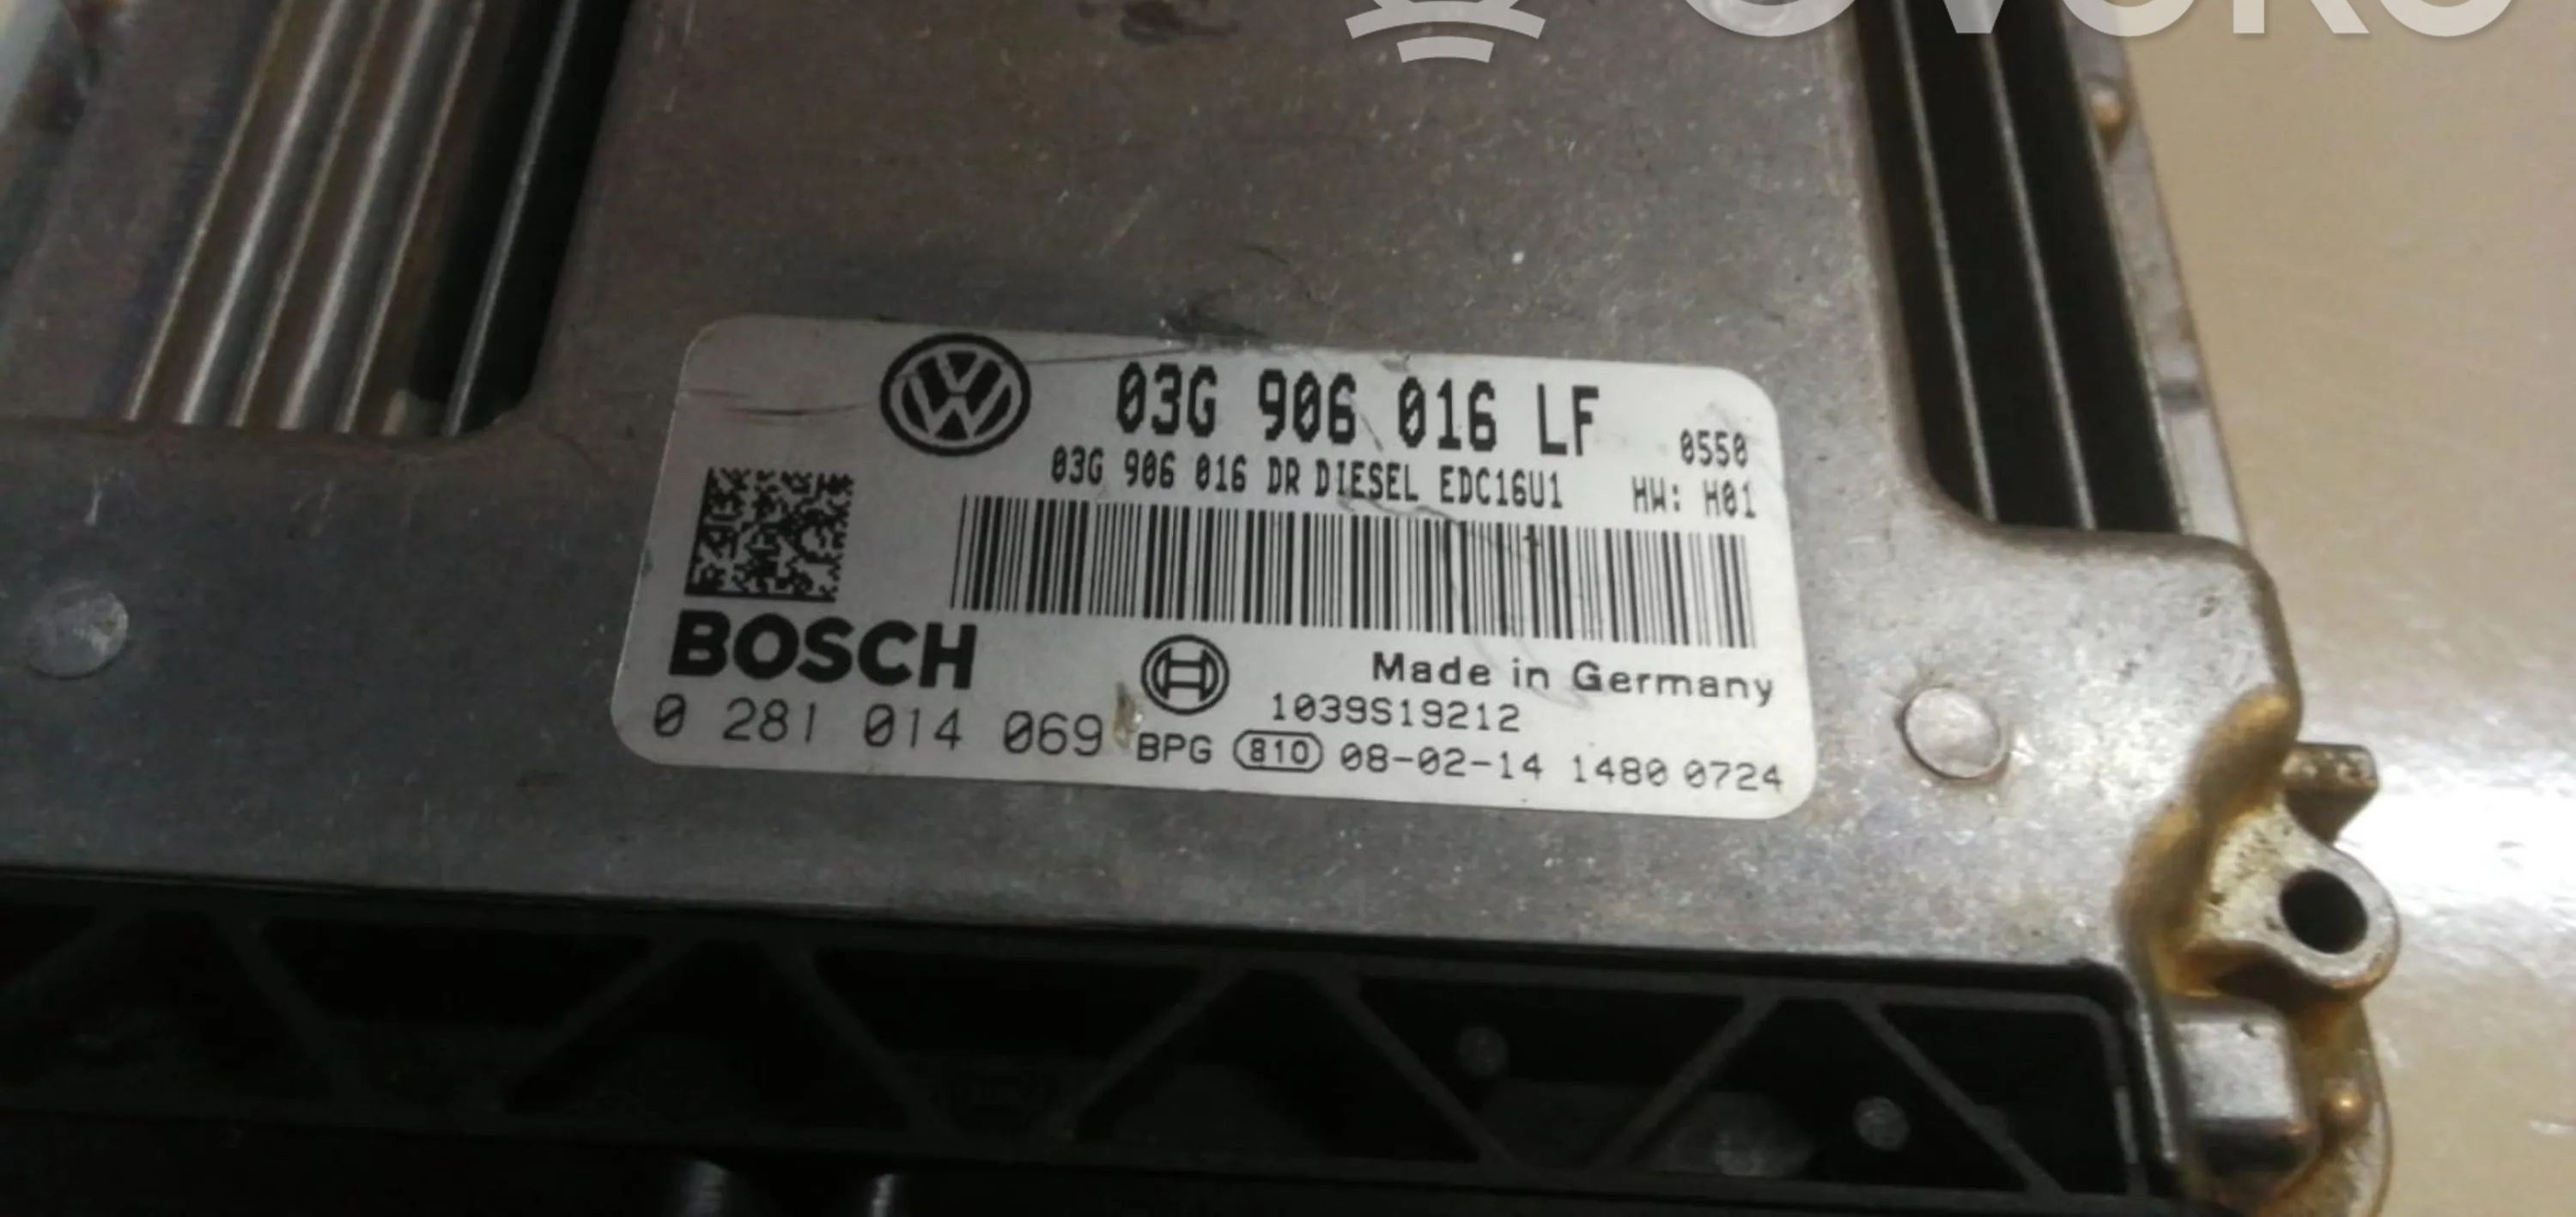 OVOKO
03G 906 016 LF 0550
03G 906 016 DR DIESEL EDC16U1 HW: H01
BOSCH
Made in Germany
1039S19212
0 281 014 069 BPG 810 08-02-14 1480 0724